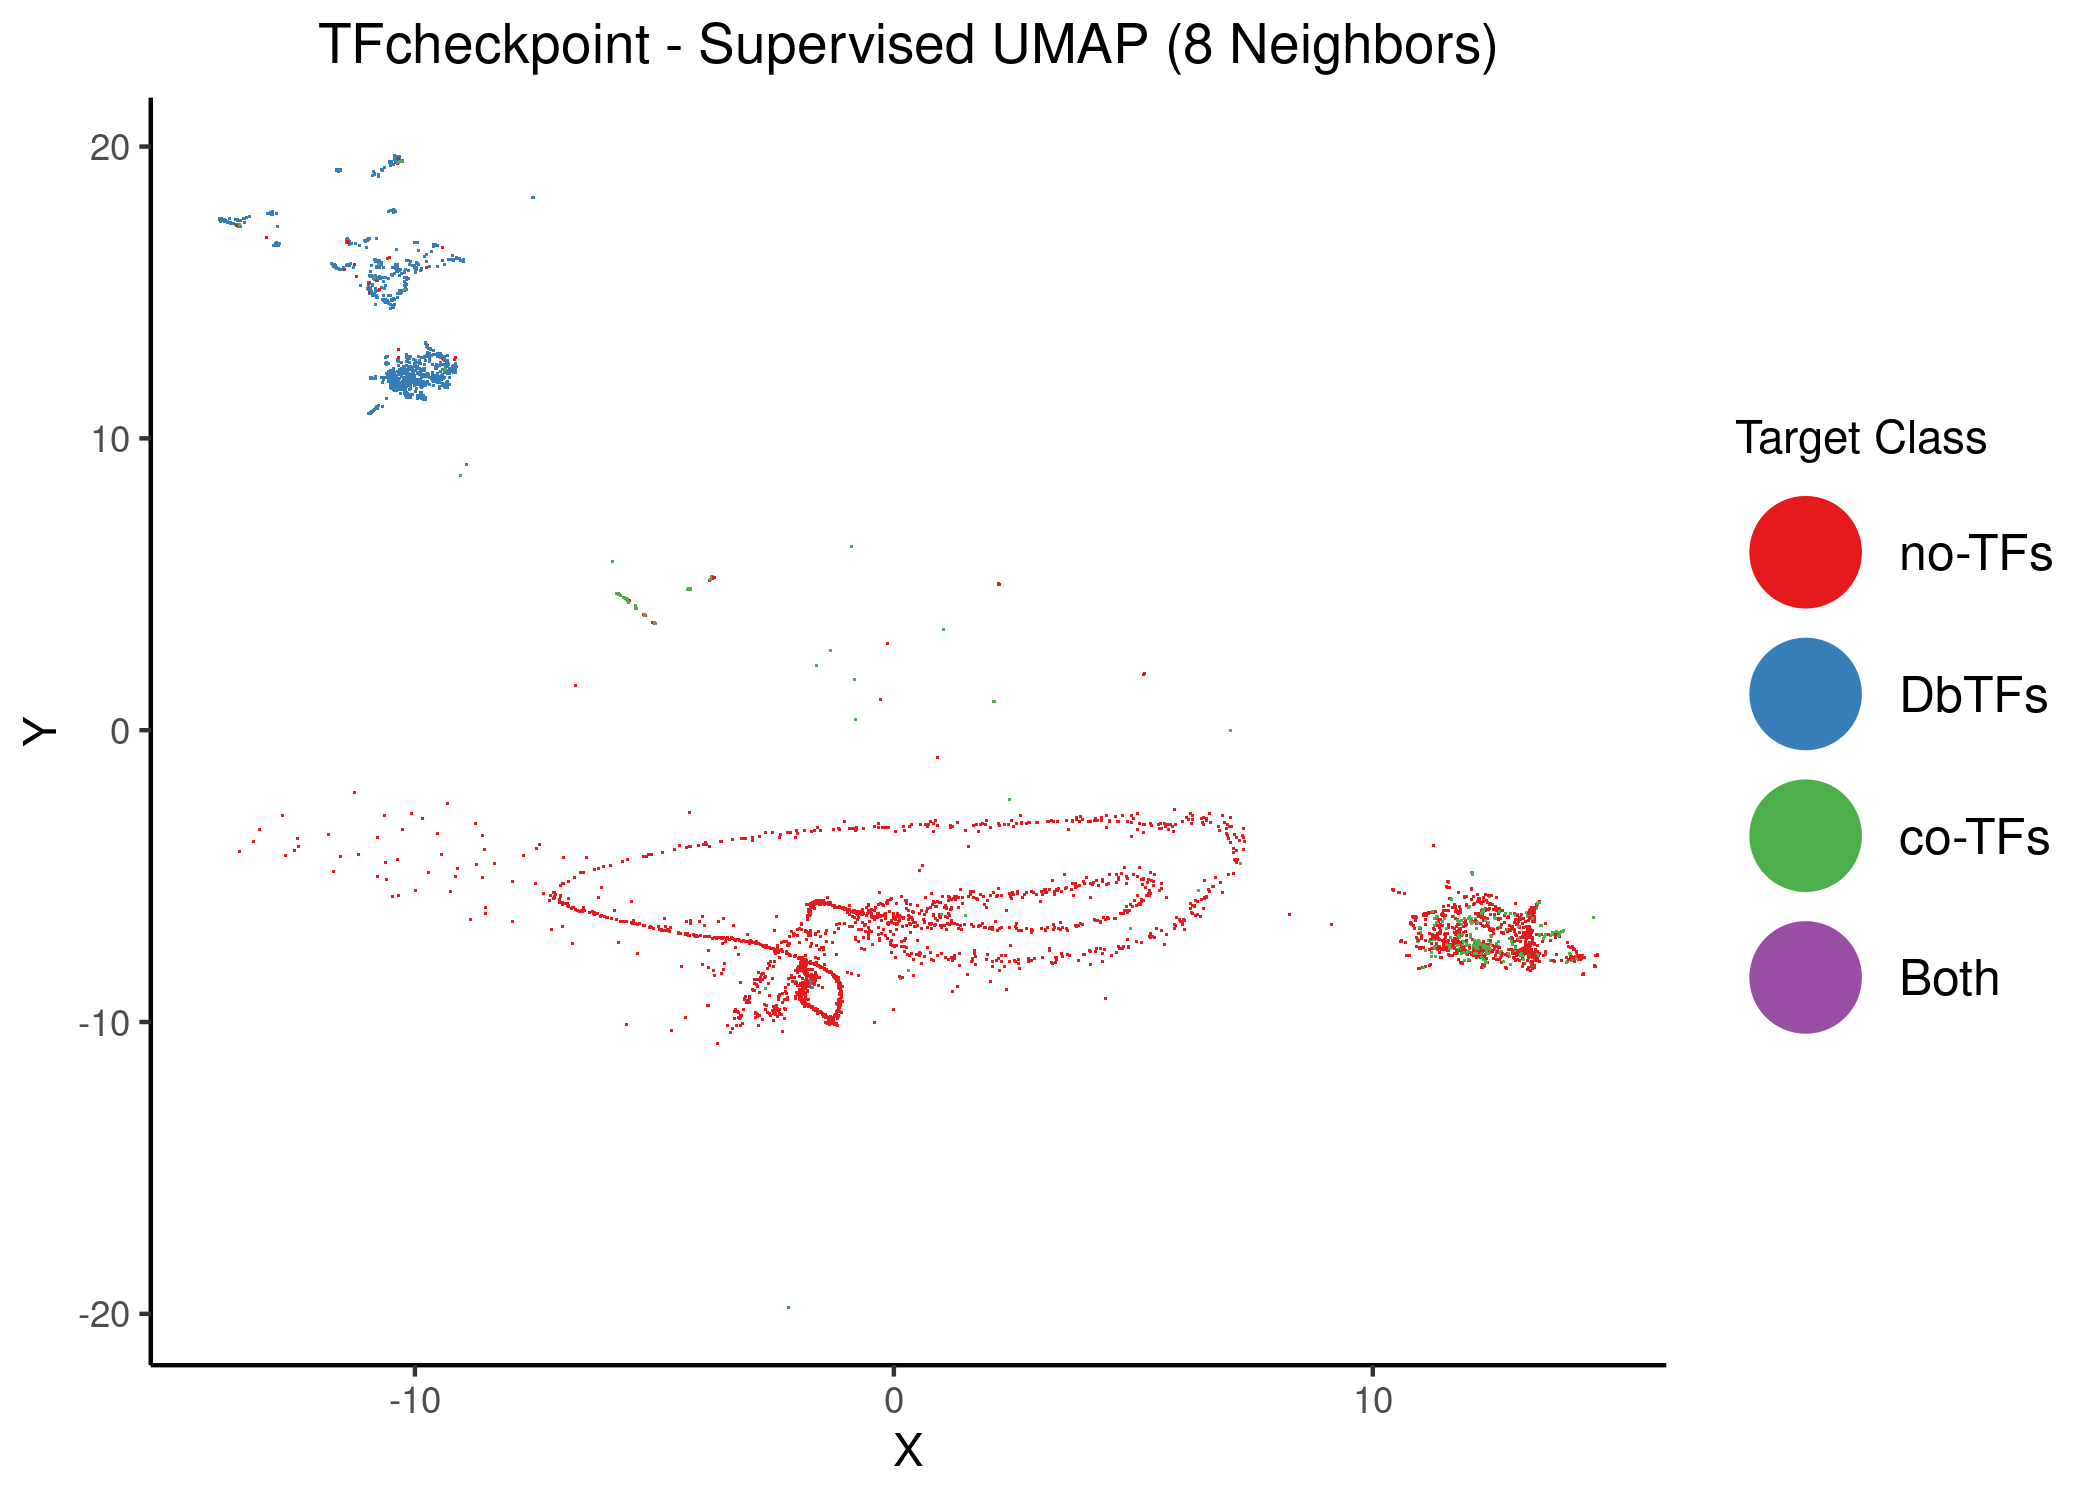 TFcheckpoint - Supervised UMAP (8 Neighbors)
20
10
0
-10
-20
Y
-10
0
10
X
Target Class
no-TFs
DbTFs
co-TFs
Both